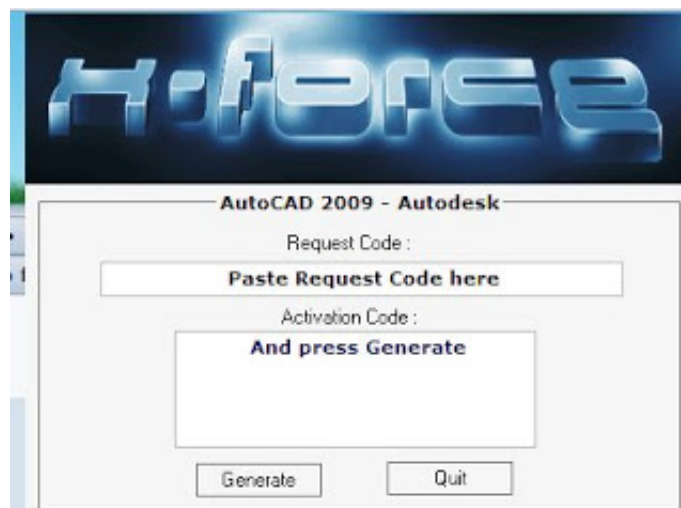 X-FORCE
AutoCAD 2009 - Autodesk
Request Code :
Paste Request Code here
Activation Code :
And press Generate
Generate
Quit